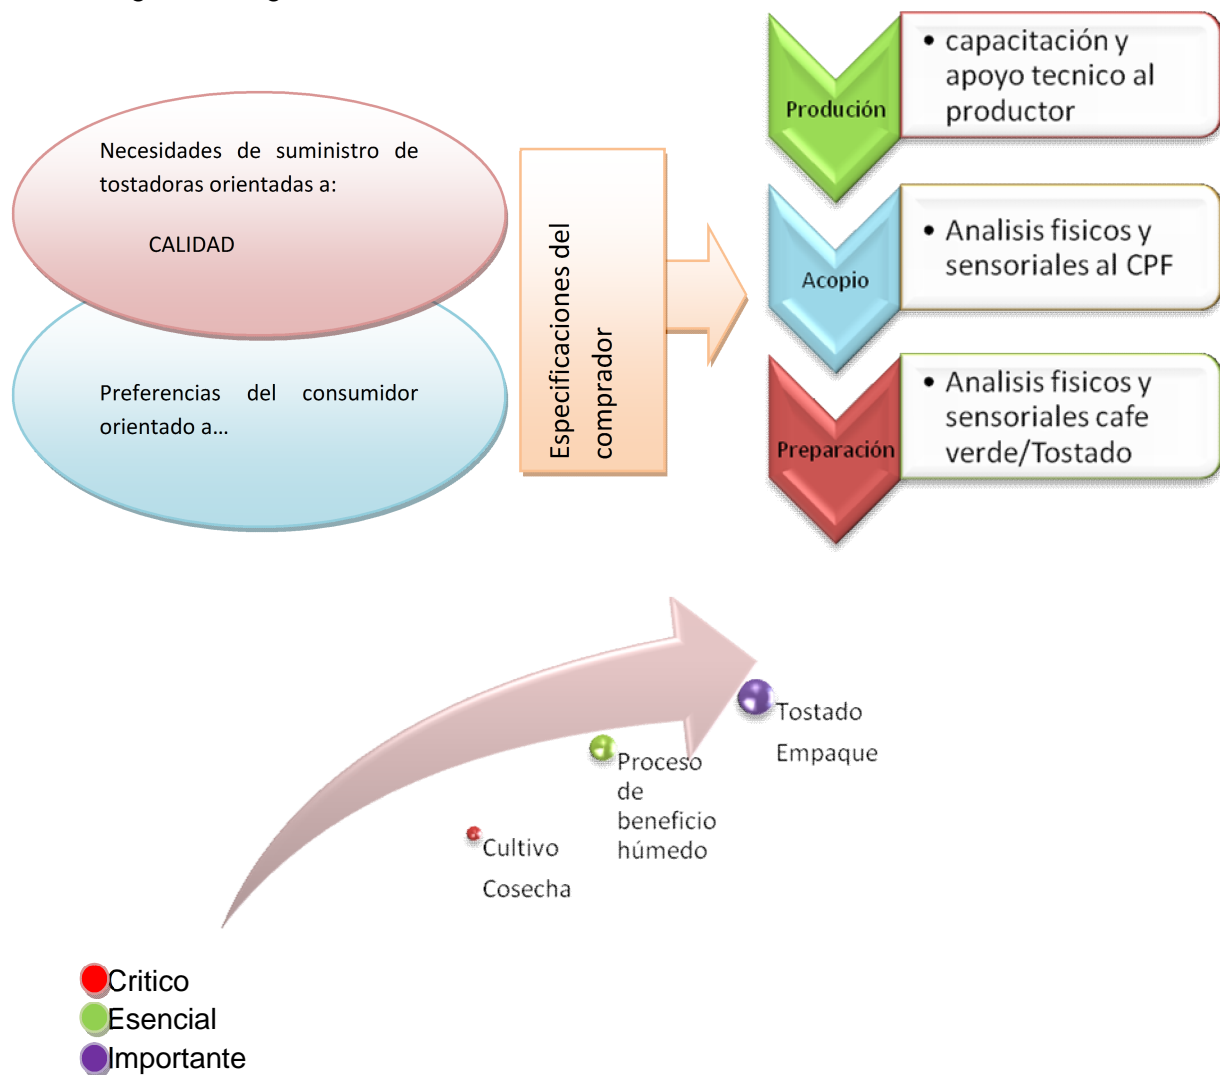 Necesidades de suministro de
tostadoras orientadas a:
CALIDAD
Preferencias del consumidor
orientado a...
Especificaciones del
comprador
Produción
• capacitación y
apoyo tecnico al
productor
Acopio
• Analisis fisicos y
sensoriales al CPF
Preparación
• Analisis fisicos y
sensoriales cafe
verde/Tostado
Tostado
Empaque
Proceso
de
beneficio
húmedo
Cultivo
Cosecha
Critico
Esencial
Importante